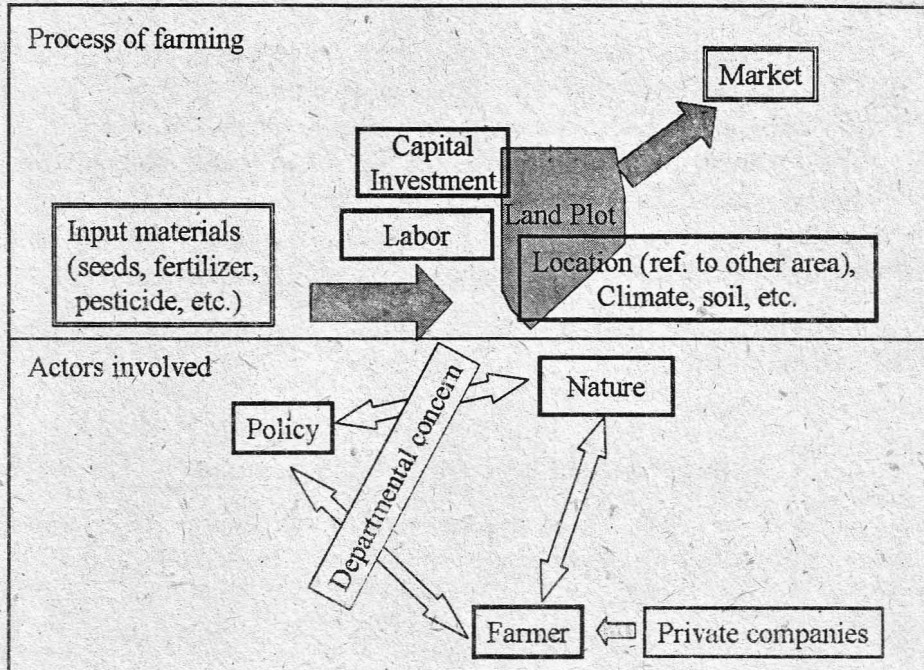 Process of farming
Market
Capital
Investment
Land Plot
Input materials
(seeds, fertilizer,
pesticide, etc.)
Labor
Location (ref. to other area),
Climate, soil, etc.
Actors involved
Departmental concern
Nature
Policy
Farmer
Private companies